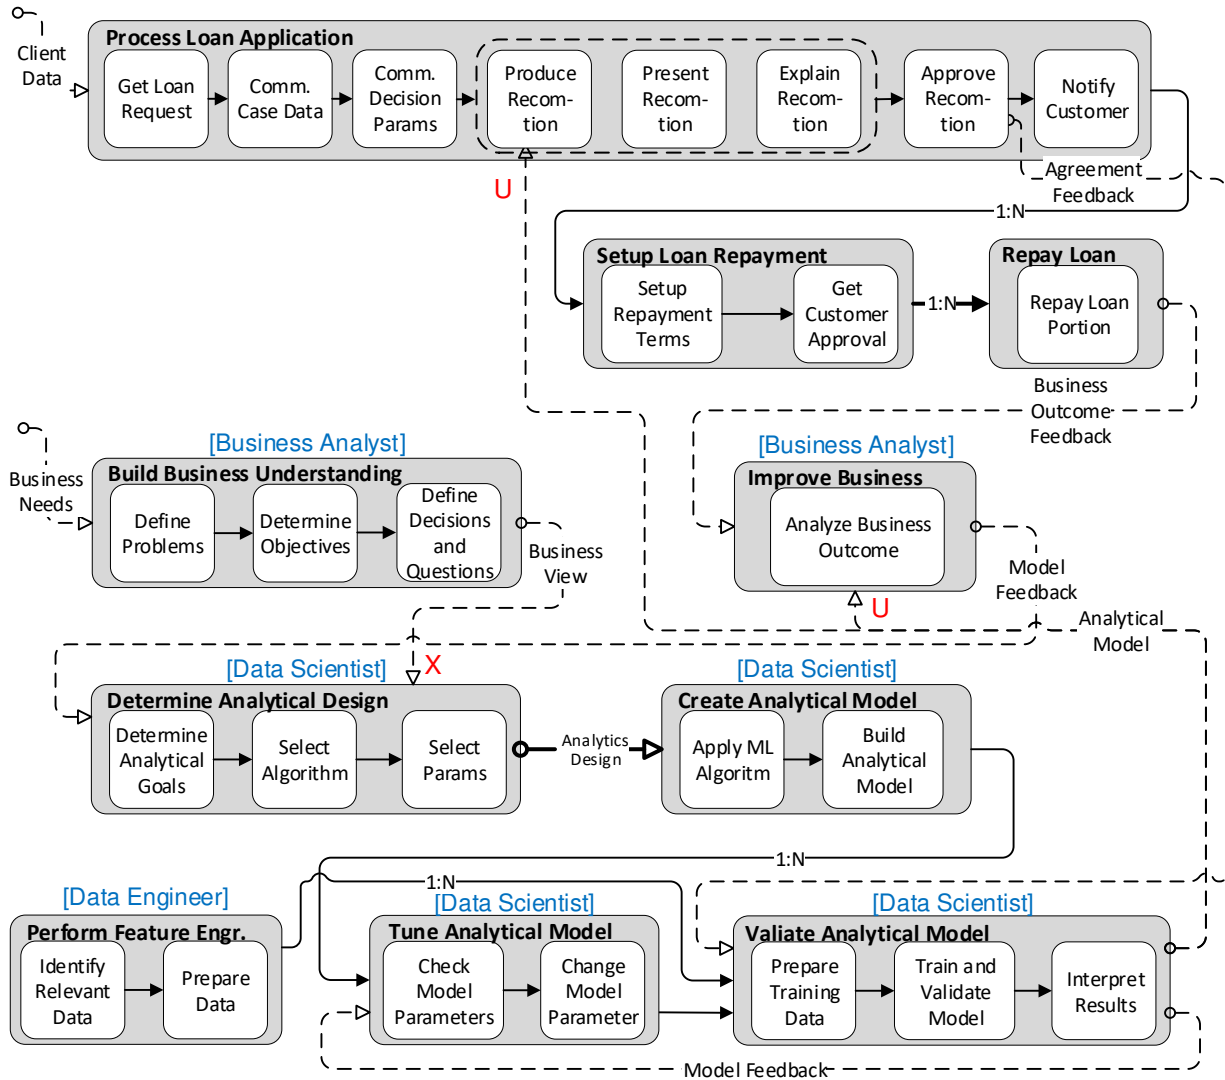 Client
Data
Process Loan Application
Get Loan
Request
Comm.
Case Data
Comm.
Decision
Params
Produce
Recom-
tion
Present
Recom-
tion
Explain
Recom-
tion
Approve
Recom-
tion
Notify
Customer
Agreement
Feedback
U
1:N
Setup Loan Repayment
Setup
Repayment
Terms
Get
Customer
Approval
1:N
Repay Loan
Repay Loan
Portion
Business
Outcome
Feedback
Business
Needs
[Business Analyst]
Build Business Understanding
Define
Problems
Determine
Objectives
Define
Decisions
and
Questions
Business
View
[Business Analyst]
Improve Business
Analyze Business
Outcome
Model
Feedback
U
Analytical
Model
X
[Data Scientist]
Determine Analytical Design
Determine
Analytical
Goals
Select
Algorithm
Select
Params
Analytics
Design
[Data Scientist]
Create Analytical Model
Apply ML
Algoritm
Build
Analytical
Model
1:N
1:N
[Data Engineer]
Perform Feature Engr.
Identify
Relevant
Data
Prepare
Data
[Data Scientist]
Tune Analytical Model
Check
Model
Parameters
Change
Model
Parameter
[Data Scientist]
Valiate Analytical Model
Prepare
Training
Data
Train and
Validate
Model
Interpret
Results
Model Feedback